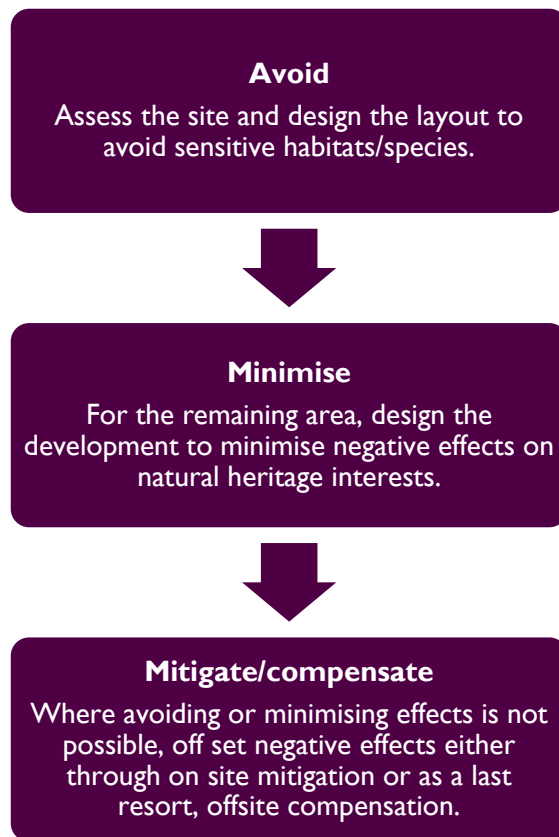 Avoid
Assess the site and design the layout to
avoid sensitive habitats/species.
Minimise
For the remaining area, design the
development to minimise negative effects on
natural heritage interests.
Mitigate/compensate
Where avoiding or minimising effects is not
possible, off set negative effects either
through on site mitigation or as a last
resort, offsite compensation.